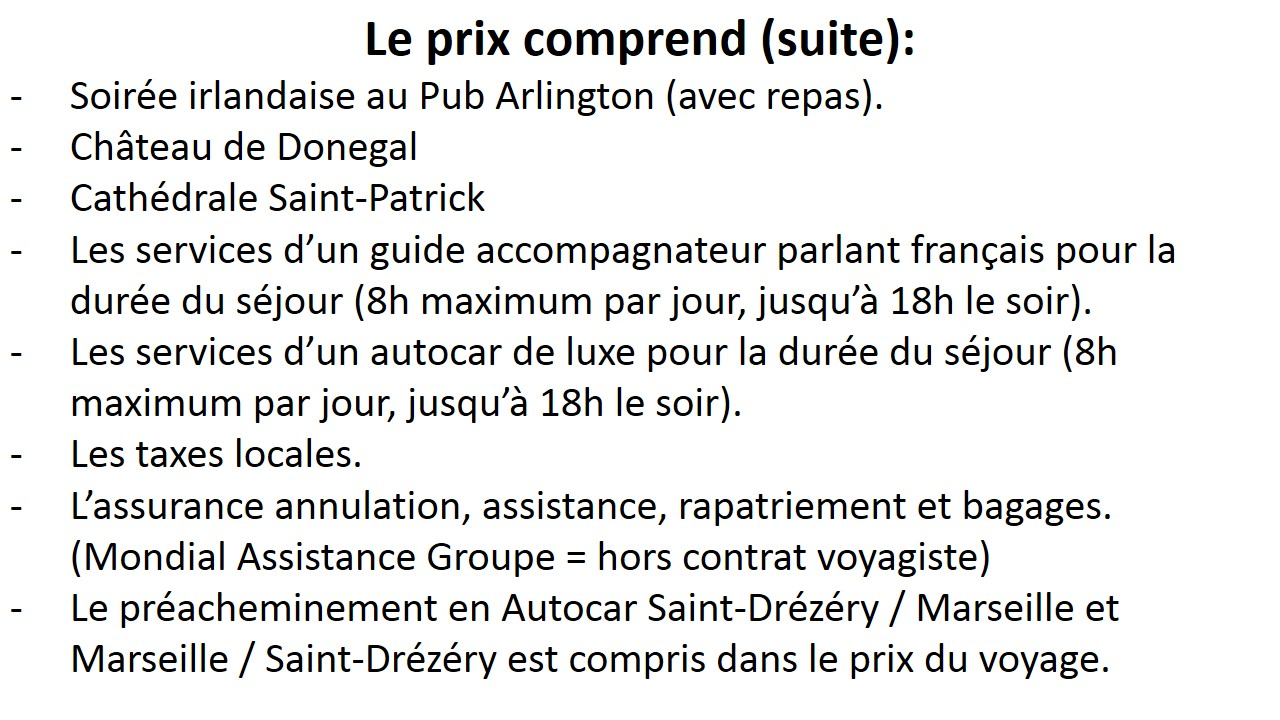 Le prix comprend (suite):
- Soirée irlandaise au Pub Arlington (avec repas).
- Château de Donegal
- Cathédrale Saint-Patrick
- Les services d’un guide accompagnateur parlant français pour la
durée du séjour (8h maximum par jour, jusqu’à 18h le soir).
- Les services d’un autocar de luxe pour la durée du séjour (8h
maximum par jour, jusqu’à 18h le soir).
- Les taxes locales.
- L’assurance annulation, assistance, rapatriement et bagages.
(Mondial Assistance Groupe = hors contrat voyagiste)
- Le préacheminement en Autocar Saint-Drézéry / Marseille et
Marseille / Saint-Drézéry est compris dans le prix du voyage.